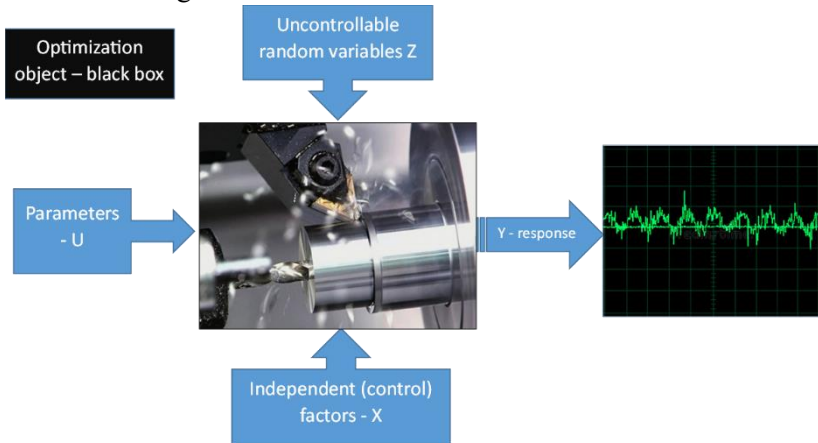 Uncontrollable
random variables Z
Optimization
object – black box
Parameters
- U
Y - response
Independent (control)
factors - X